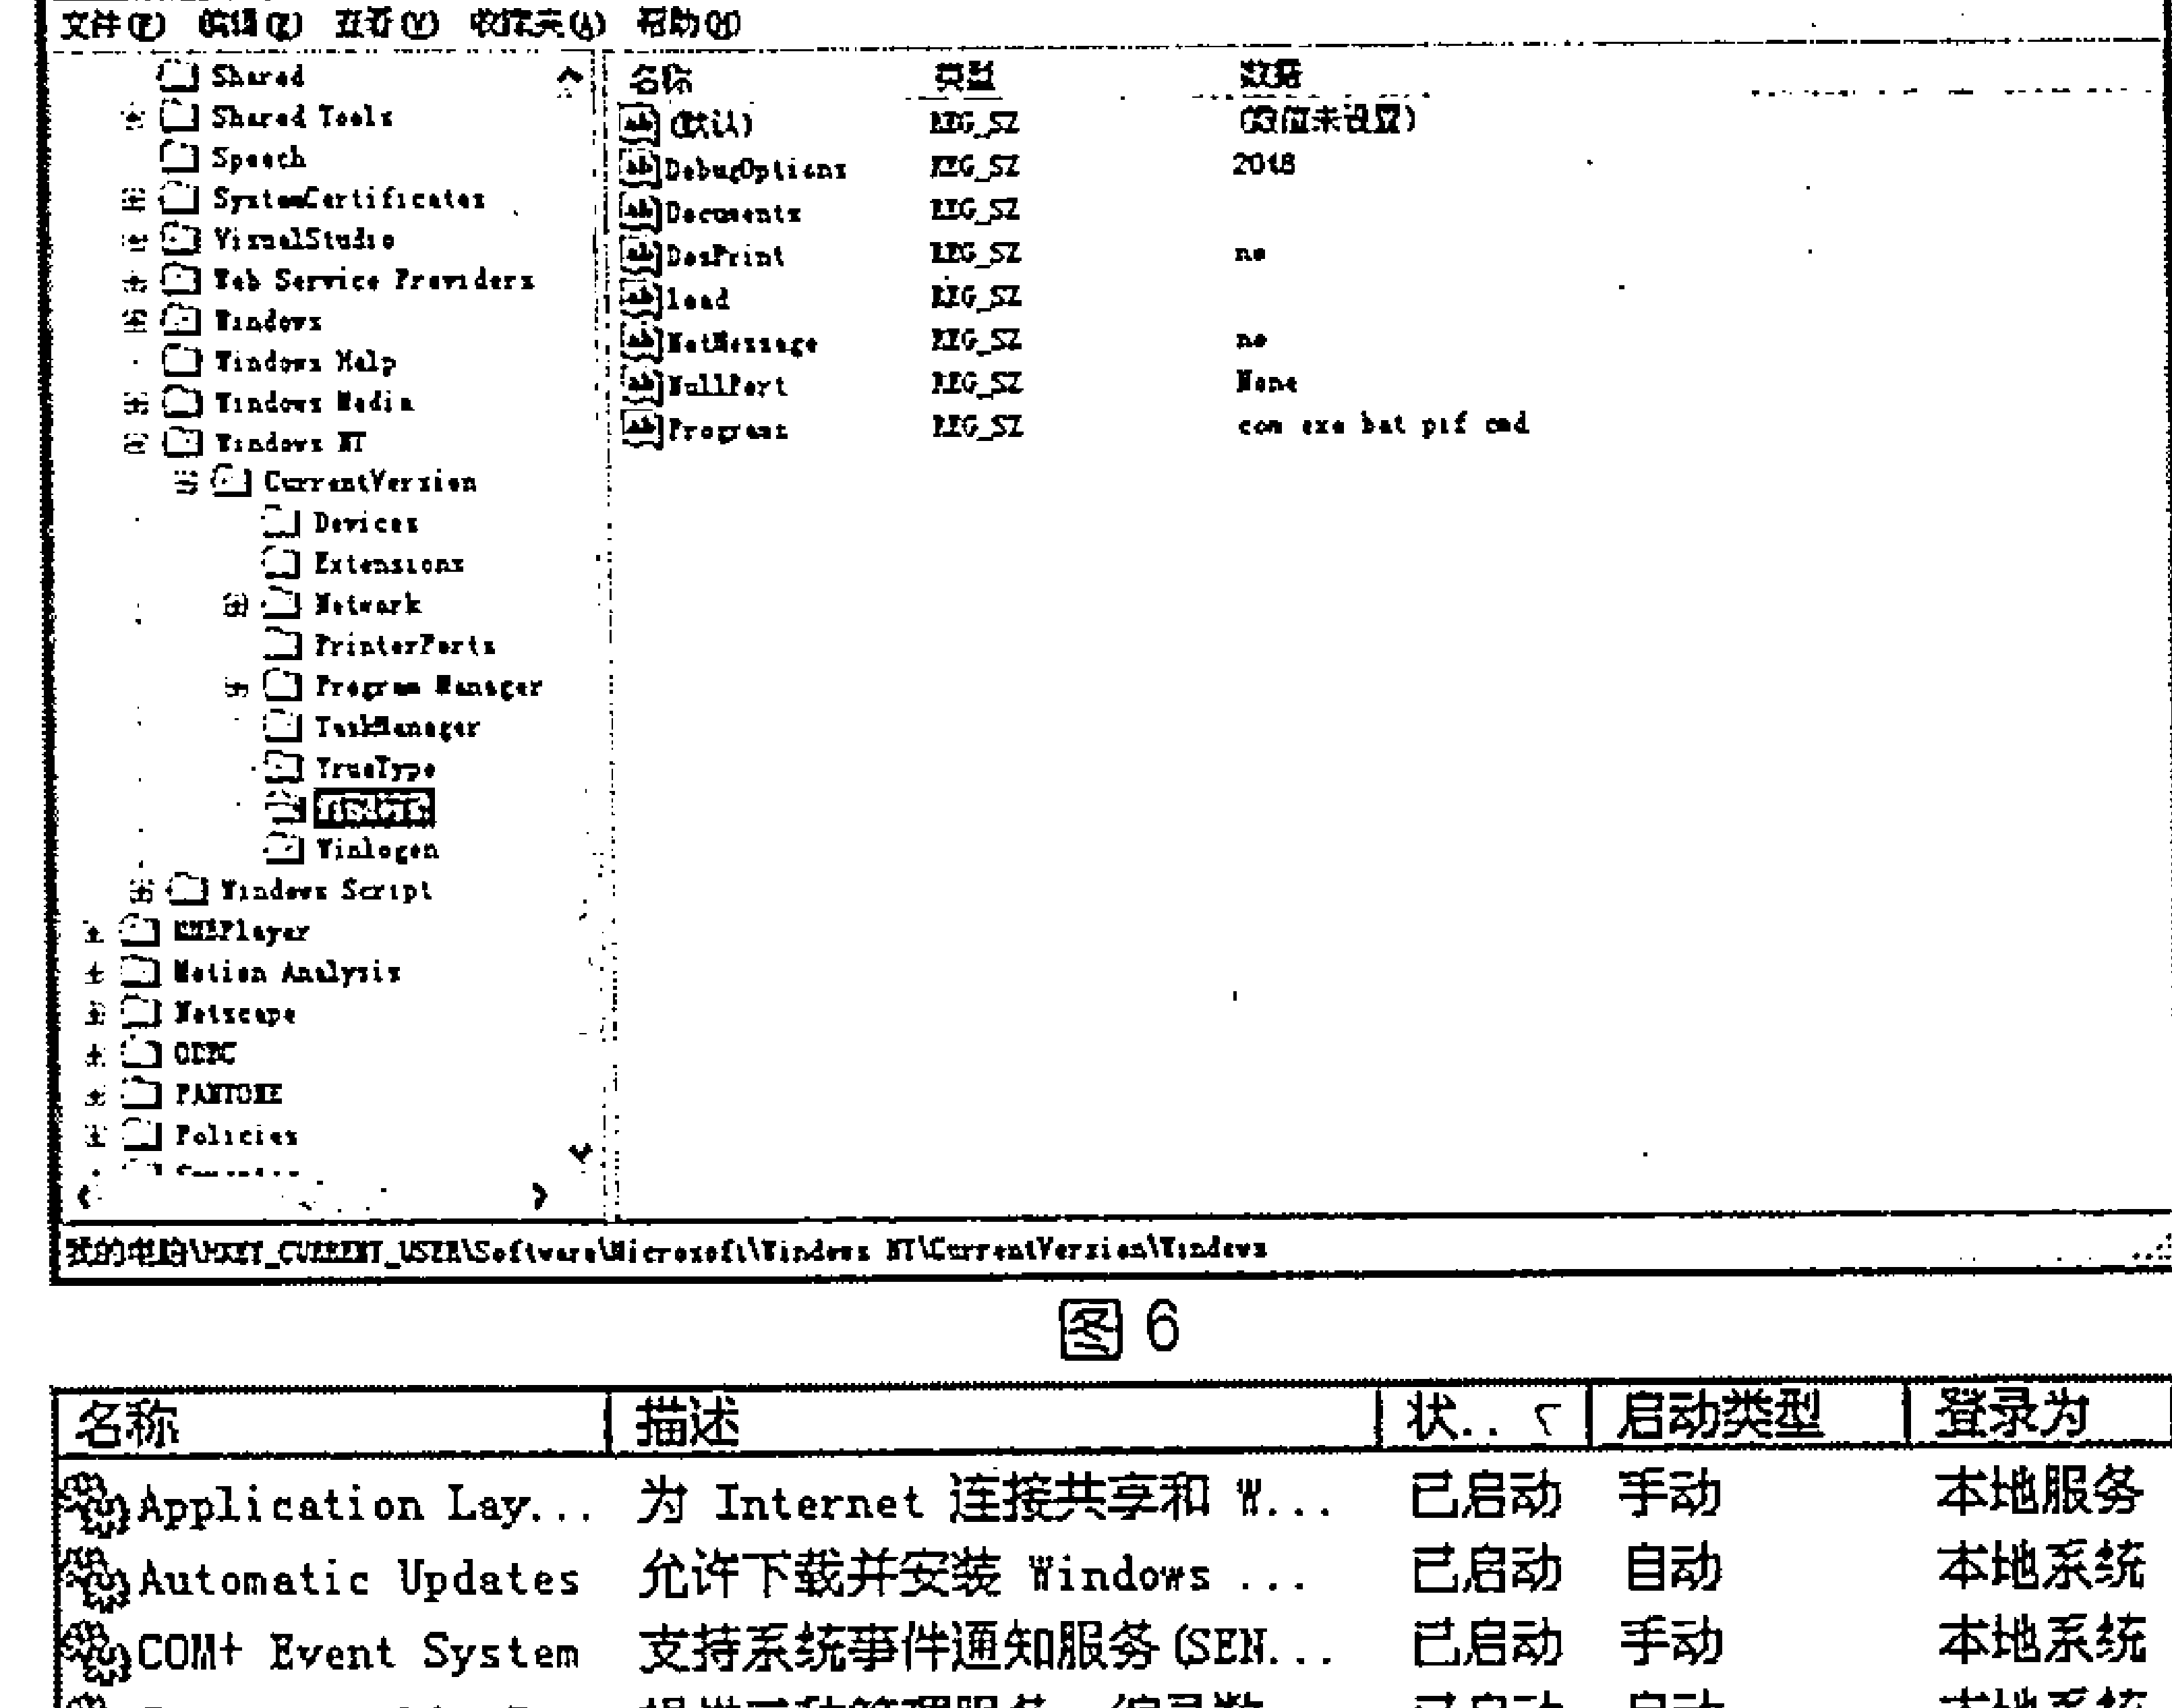 文件(F) 编辑(E) 查看(V) 收藏夹(A) 帮助(H)
Shared
Shared Tools
Speech
SystemCertificates
VisualStudio
Web Service Providers
Windows
Windows Help
Windows Media
Windows NT
CurrentVersion
Devices
Extensions
Network
PrinterPorts
Program Manager
TaskManager
TrueType
Windows
Winlogon
Windows Script
Motion Analysis
Netscape
ODBC
PANTONE
Policies
名称 类型 数据
(默认) REG_SZ (数值未设置)
DebugOptions REG_SZ 2048
Documents REG_SZ
DosPrint REG_SZ no
load REG_SZ
NetMessage REG_SZ no
NullPort REG_SZ None
Programs REG_SZ com exe bat pif cmd
我的电脑\HKEY_CURRENT_USER\Software\Microsoft\Windows NT\CurrentVersion\Windows
图 6
名称 描述 状.. 启动类型 登录为
Application Lay... 为 Internet 连接共享和 W... 已启动 手动 本地服务
Automatic Updates 允许下载并安装 Windows ... 已启动 自动 本地系统
COM+ Event System 支持系统事件通知服务(SEN... 已启动 手动 本地系统